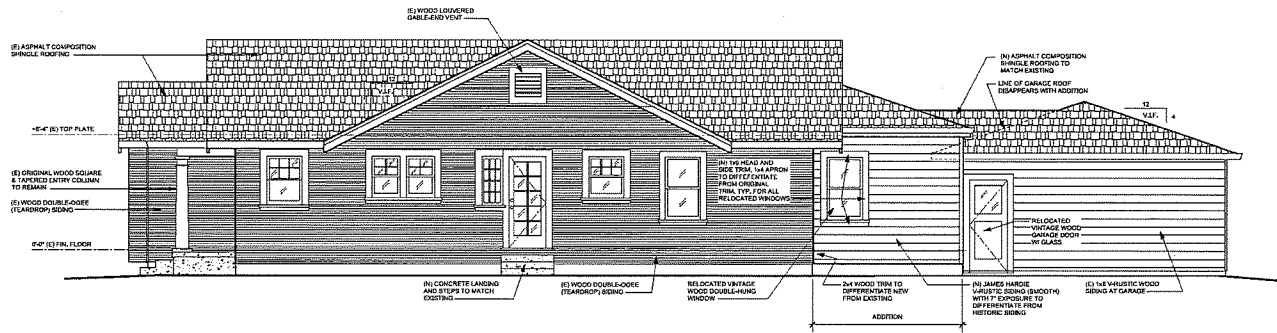 (E) WOOD LOUVERED
GABLE-END VENT
(E) ASPHALT COMPOSITION
SHINGLE ROOFING
(N) ASPHALT COMPOSITION
SHINGLE ROOFING TO
MATCH EXISTING
LINE OF GARAGE ROOF
DISAPPEARS WITH ADDITION
12
V.I.F.
12
V.I.F.
4
+8'-4" (E) TOP PLATE
(E) ORIGINAL WOOD SQUARE
& TAPERED ENTRY COLUMN
TO REMAIN
(E) WOOD DOUBLE-OGEE
(TEARDROP) SIDING
0'-0" (E) FIN. FLOOR
(N) 1x6 HEAD AND
SIDE TRIM, 1x4 APRON
TO DIFFERENTIATE
FROM ORIGINAL
TRIM, TYP. FOR ALL
RELOCATED WINDOWS
RELOCATED
VINTAGE WOOD
GARAGE DOOR
W/ GLASS
(N) CONCRETE LANDING
AND STEPS TO MATCH
EXISTING
(E) WOOD DOUBLE-OGEE
(TEARDROP) SIDING
RELOCATED VINTAGE
WOOD DOUBLE-HUNG
WINDOW
2x4 WOOD TRIM TO
DIFFERENTIATE NEW
FROM EXISTING
(N) JAMES HARDIE
V-RUSTIC SIDING (SMOOTH)
WITH 7" EXPOSURE TO
DIFFERENTIATE FROM
HISTORIC SIDING
(E) 1x8 V-RUSTIC WOOD
SIDING AT GARAGE
ADDITION